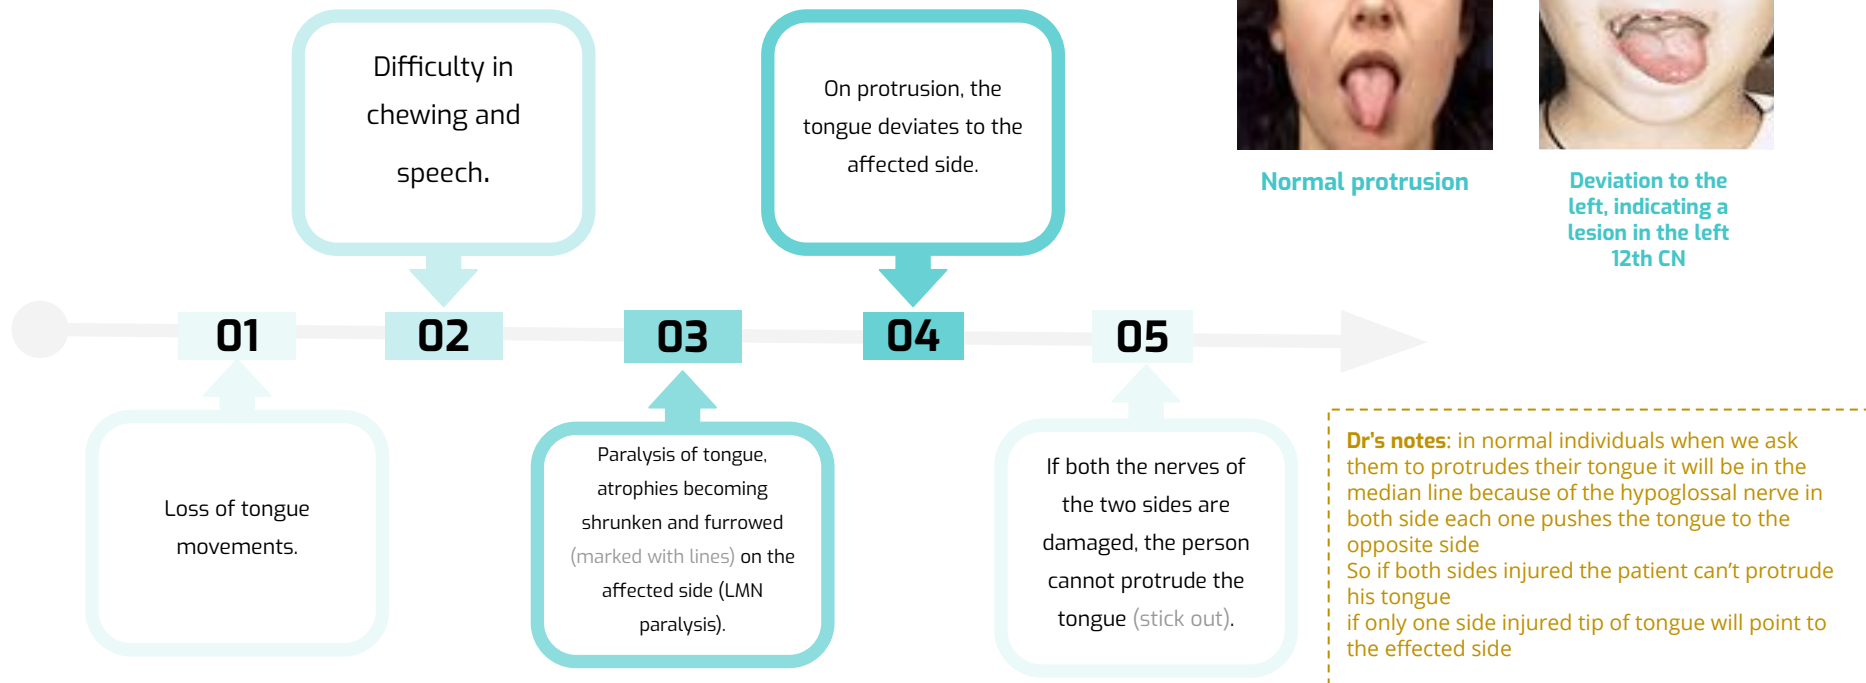 Difficulty in
chewing and
speech.
On protrusion, the
tongue deviates to the
affected side.
Normal protrusion
Deviation to the
left, indicating a
lesion in the left
12th CN
01
02
03
04
05
Loss of tongue
movements.
Paralysis of tongue,
atrophies becoming
shrunken and furrowed
(marked with lines) on the
affected side (LMN
paralysis).
If both the nerves of
the two sides are
damaged, the person
cannot protrude the
tongue (stick out).
Dr's notes: in normal individuals when we ask
them to protrudes their tongue it will be in the
median line because of the hypoglossal nerve in
both side each one pushes the tongue to the
opposite side
So if both sides injured the patient can't protrude
his tongue
if only one side injured tip of tongue will point to
the effected side